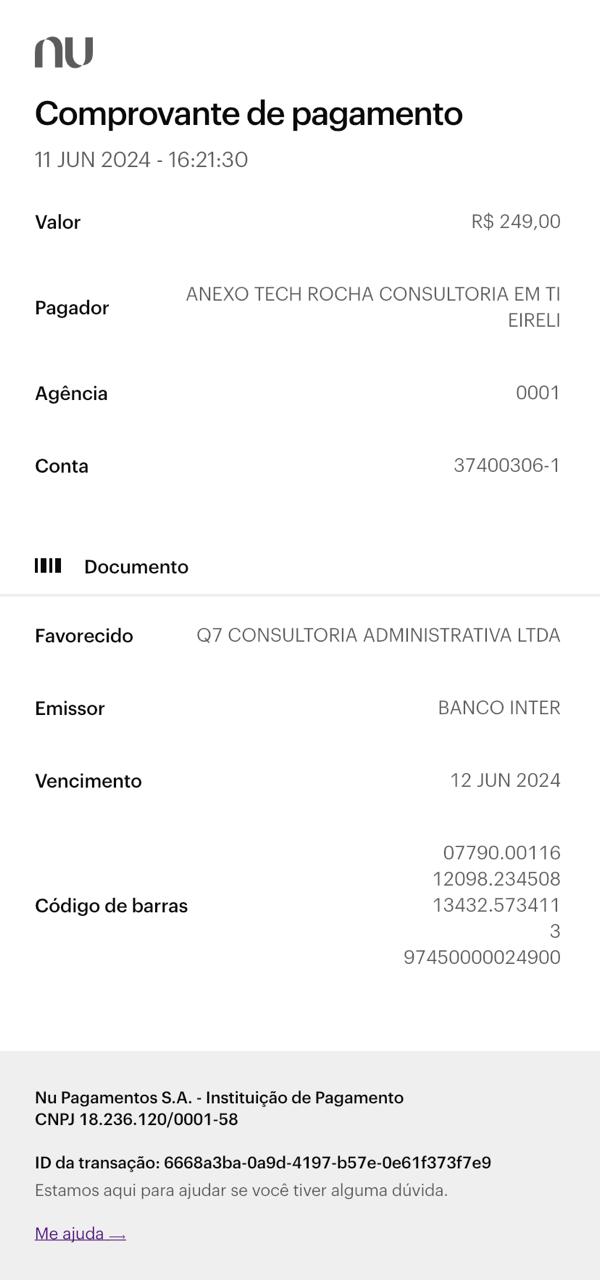 nu
Comprovante de pagamento
11 JUN 2024 - 16:21:30
Valor R$ 249,00
Pagador ANEXO TECH ROCHA CONSULTORIA EM TI
EIRELI
Agência 0001
Conta 37400306-1
Documento
Favorecido Q7 CONSULTORIA ADMINISTRATIVA LTDA
Emissor BANCO INTER
Vencimento 12 JUN 2024
Código de barras 07790.00116
12098.234508
13432.573411
3
97450000024900
Nu Pagamentos S.A. - Instituição de Pagamento
CNPJ 18.236.120/0001-58
ID da transação: 6668a3ba-0a9d-4197-b57e-0e61f373f7e9
Estamos aqui para ajudar se você tiver alguma dúvida.
Me ajuda →